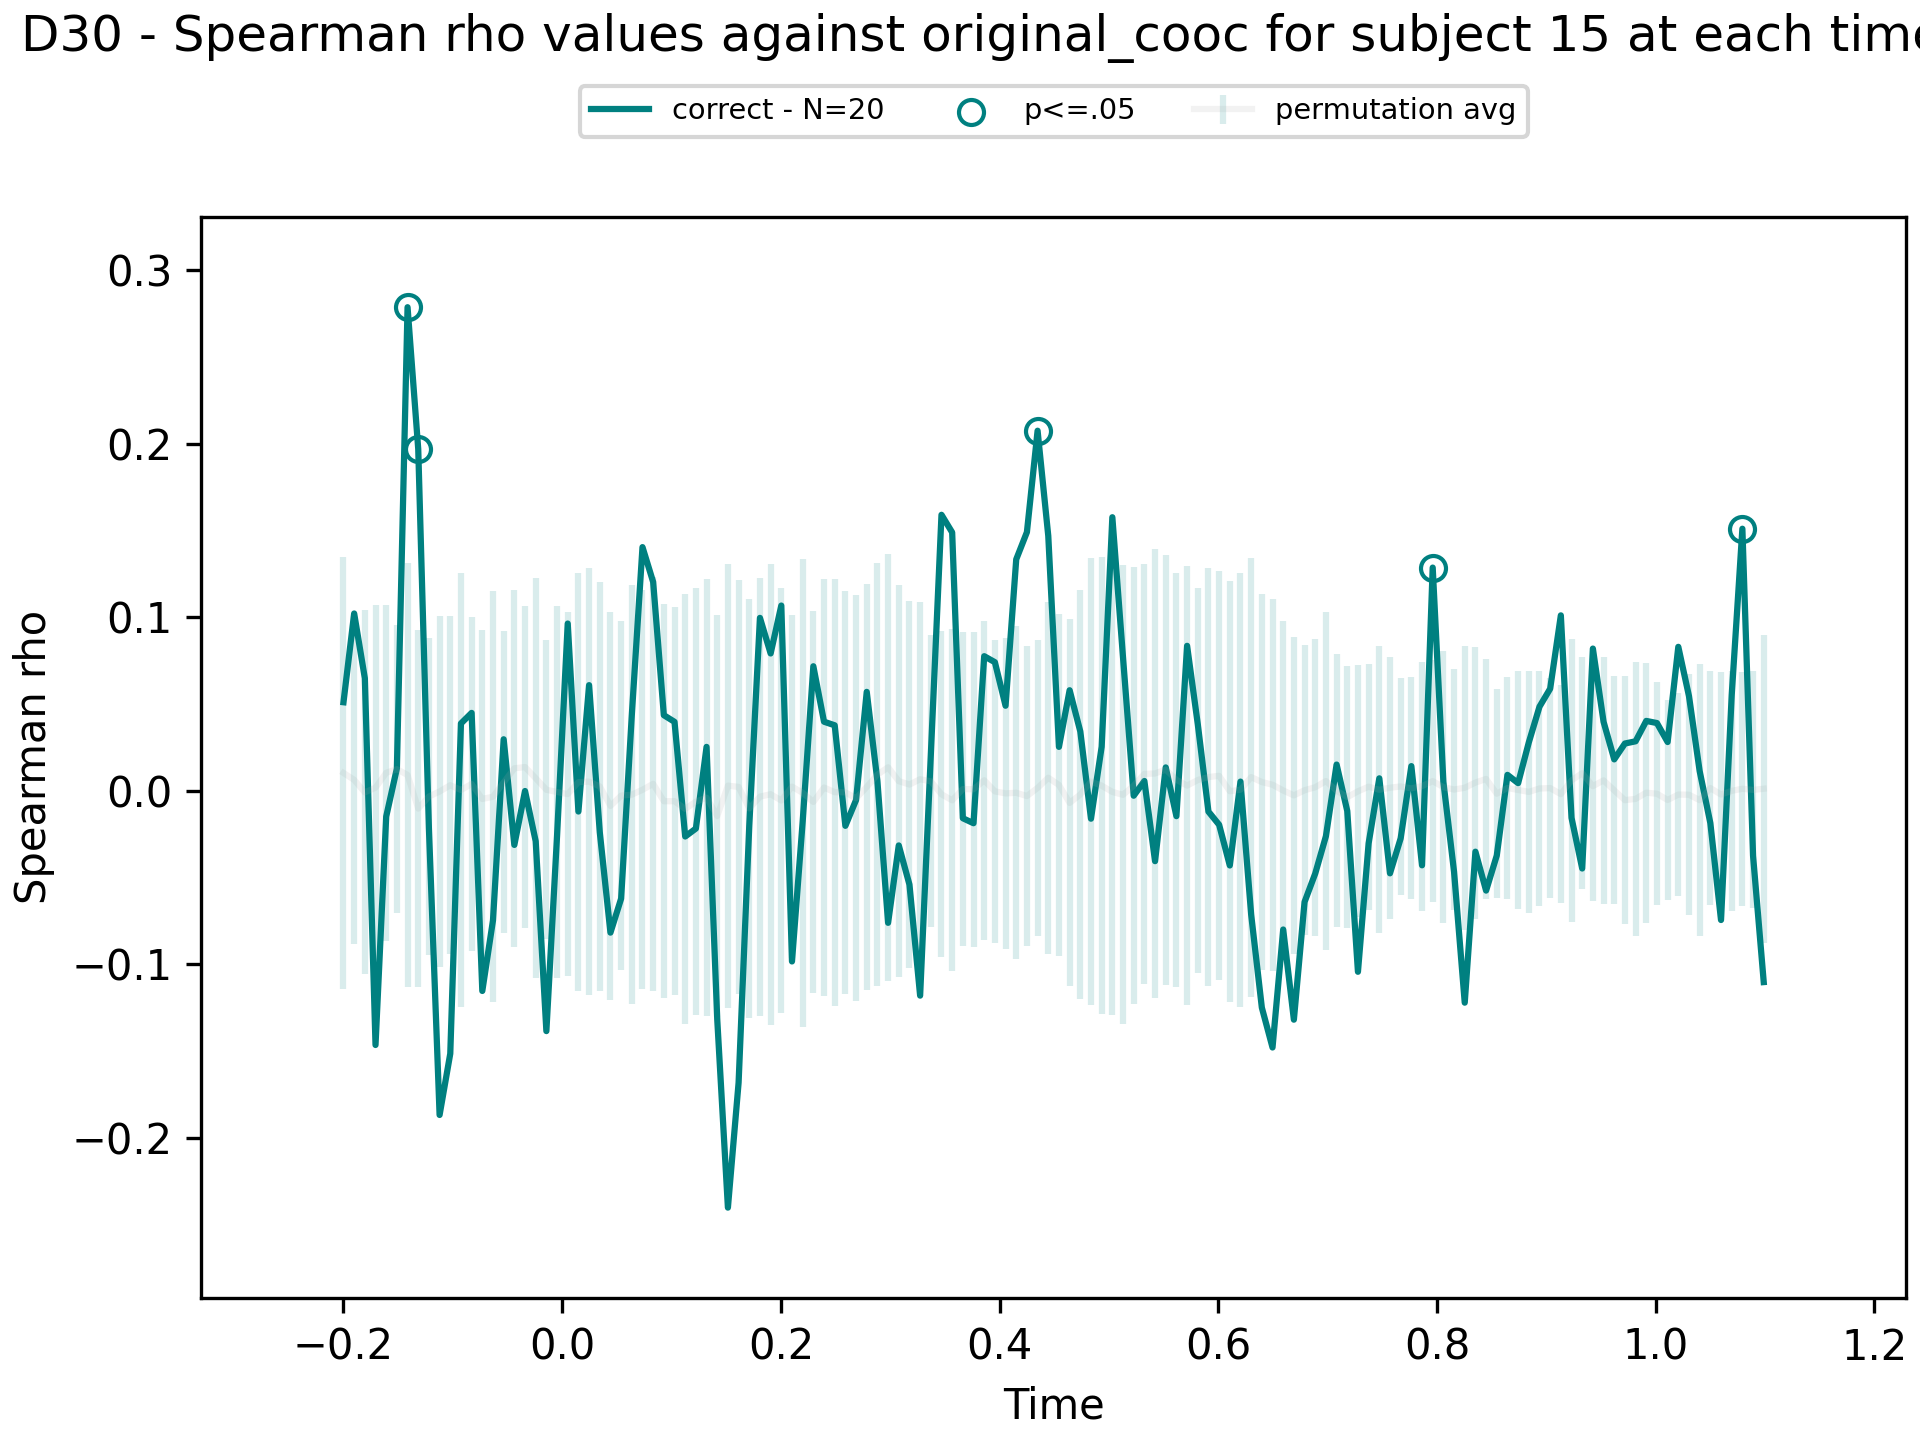 D30 - Spearman rho values against original_cooc for subject 15 at each time
correct - N=20 p<=.05 permutation avg
0.3
0.2
0.1
0.0
−0.1
−0.2
Spearman rho
−0.2 0.0 0.2 0.4 0.6 0.8 1.0 1.2
Time